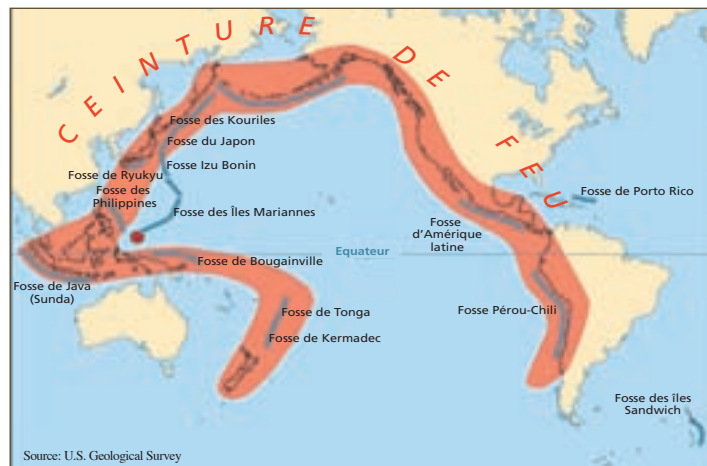 CEINTURE DE FEU
Fosse des Kouriles
Fosse du Japon
Fosse Izu Bonin
Fosse de Ryukyu
Fosse des
Philippines
Fosse des Îles Mariannes
Fosse de Porto Rico
Fosse
d'Amérique
latine
Equateur
Fosse de Bougainville
Fosse de Java
(Sunda)
Fosse de Tonga
Fosse Pérou-Chili
Fosse de Kermadec
Fosse des îles
Sandwich
Source: U.S. Geological Survey